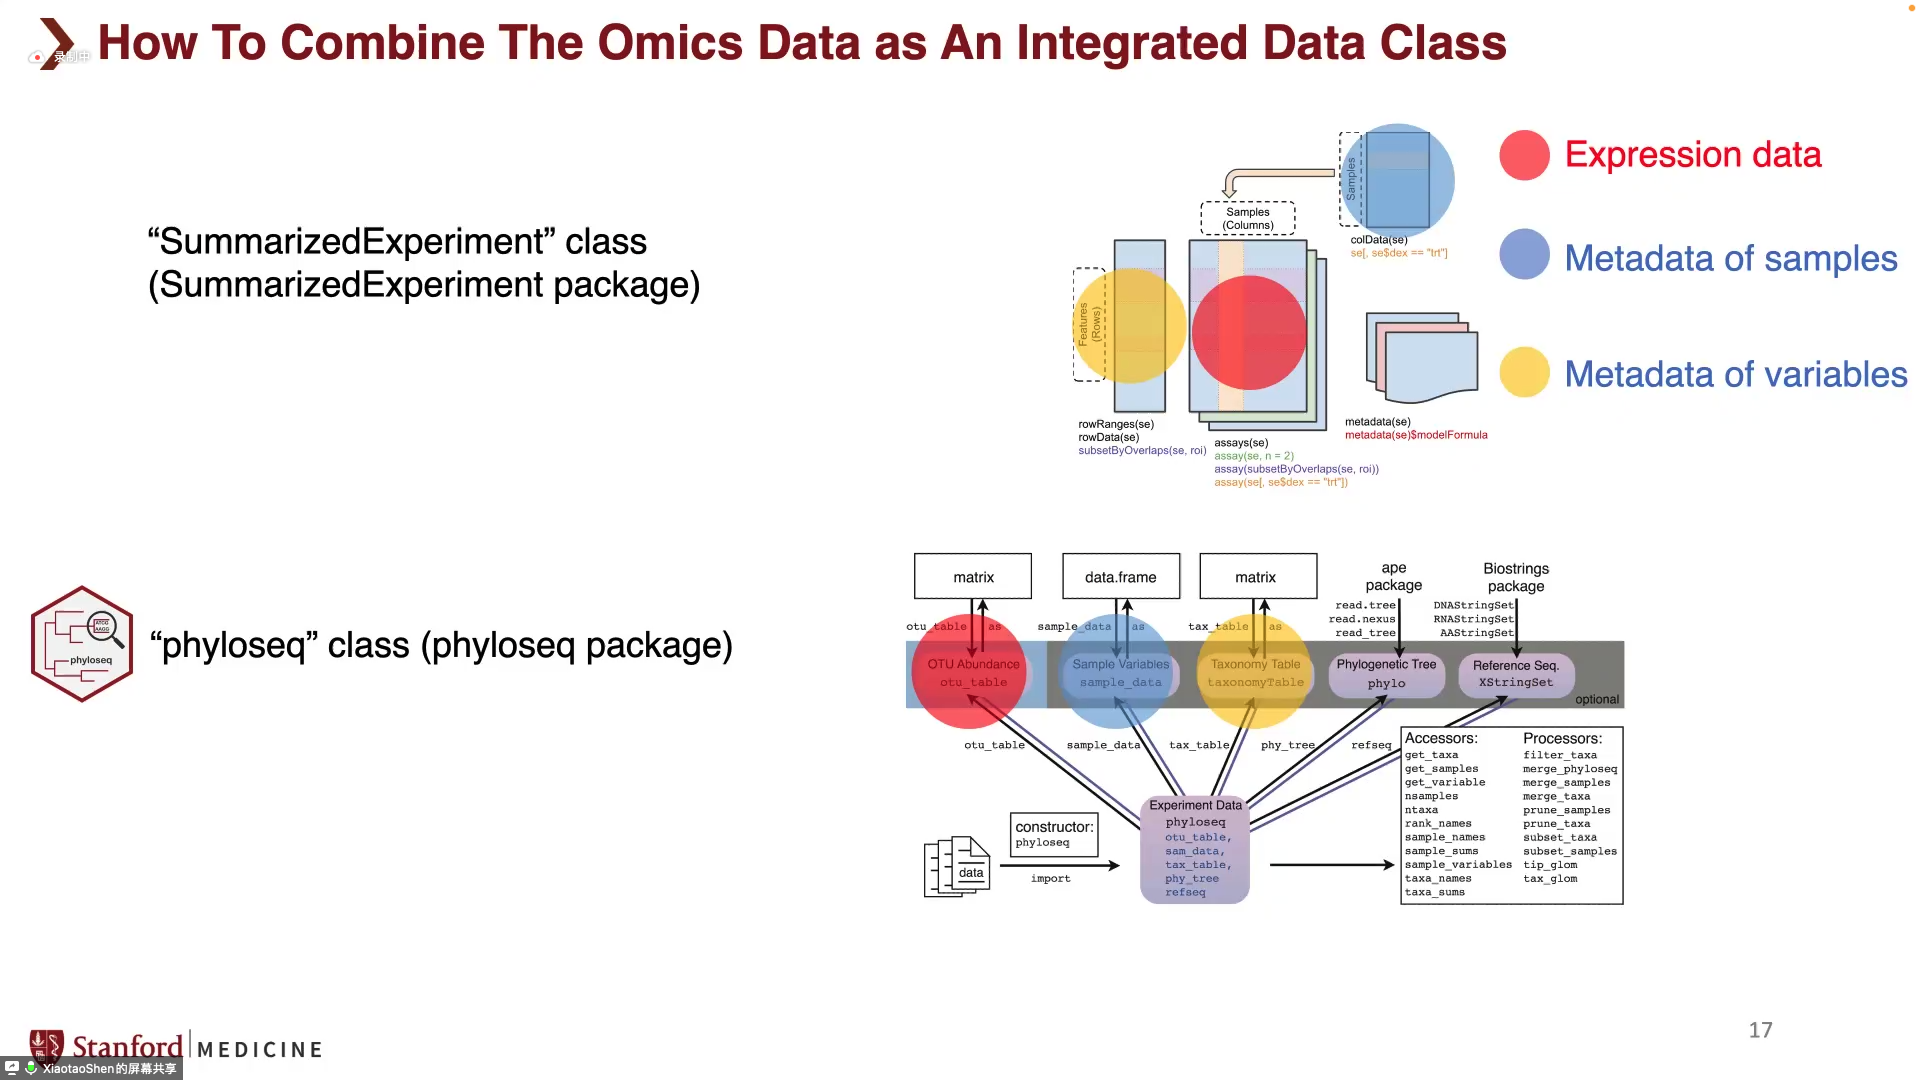 How To Combine The Omics Data as An Integrated Data Class
录制中
“SummarizedExperiment” class
(SummarizedExperiment package)
Samples
Samples
(Columns)
colData(se)
se[, se$dex == "trt"]
Features
(Rows)
rowRanges(se)
rowData(se)
subsetByOverlaps(se, roi)
assays(se)
assay(se, n = 2)
assay(subsetByOverlaps(se, roi))
assay(se[, se$dex == "trt"])
metadata(se)
metadata(se)$modelFormula
Expression data
Metadata of samples
Metadata of variables
ATCG
AAGG
phyloseq
“phyloseq” class (phyloseq package)
matrix
data.frame
matrix
ape
package
Biostrings
package
read.tree
read.nexus
read_tree
DNAStringSet
RNAStringSet
AAStringSet
otu_table as
sample_data as
tax_table as
OTU Abundance
otu_table
Sample Variables
sample_data
Taxonomy Table
taxonomyTable
Phylogenetic Tree
phylo
Reference Seq.
XStringSet
optional
otu_table
sample_data
tax_table
phy_tree
refseq
Accessors:
get_taxa
get_samples
get_variable
nsamples
ntaxa
rank_names
sample_names
sample_sums
sample_variables
taxa_names
taxa_sums
Processors:
filter_taxa
merge_phyloseq
merge_samples
merge_taxa
prune_samples
prune_taxa
subset_taxa
subset_samples
tip_glom
tax_glom
data
constructor:
phyloseq
import
Experiment Data
phyloseq
otu_table,
sam_data,
tax_table,
phy_tree
refseq
Stanford MEDICINE
17
XiaotaoShen的屏幕共享